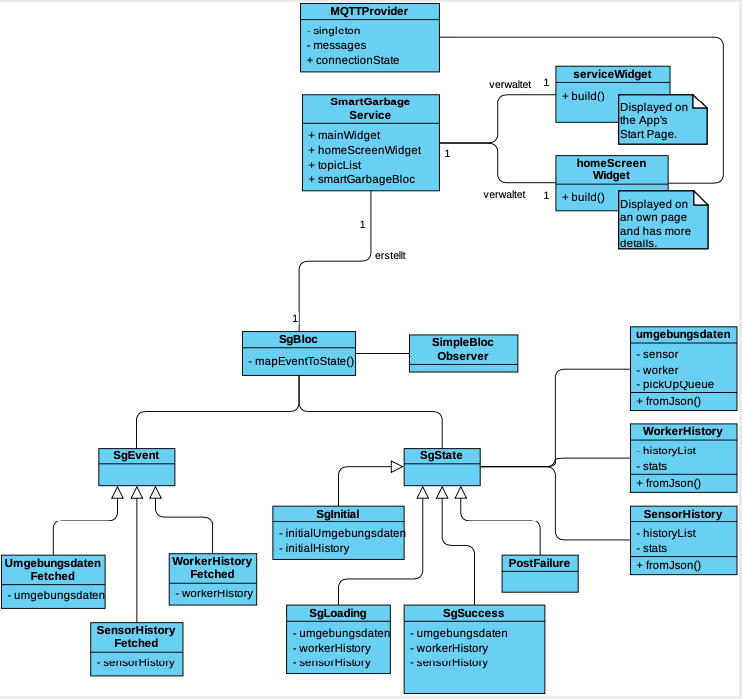 MQTTProvider
- singleton
- messages
+ connectionState
SmartGarbage
Service
+ mainWidget
+ homeScreenWidget
+ topicList
+ smartGarbageBloc
verwaltet
1
serviceWidget
+ build()
Displayed on
the App's
Start Page.
1
verwaltet
1
homeScreen
Widget
+ build()
Displayed on
an own page
and has more
details.
1
erstellt
1
SgBloc
- mapEventToState()
SimpleBloc
Observer
umgebungsdaten
- sensor
- worker
- pickUpQueue
+ fromJson()
WorkerHistory
- historyList
- stats
+ fromJson()
SensorHistory
- historyList
- stats
+ fromJson()
SgEvent
SgState
SgInitial
- initialUmgebungsdaten
- initialHistory
Umgebungsdaten
Fetched
- umgebungsdaten
WorkerHistory
Fetched
- workerHistory
PostFailure
SensorHistory
Fetched
- sensorHistory
SgLoading
- umgebungsdaten
- workerHistory
- sensorHistory
SgSuccess
- umgebungsdaten
- workerHistory
- sensorHistory